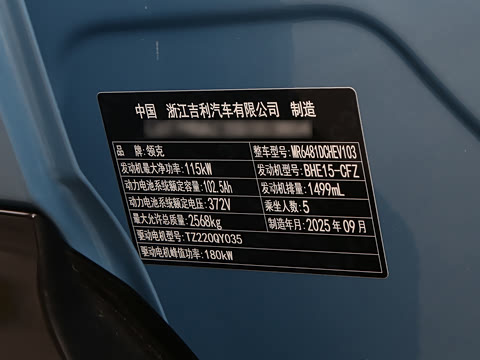 中国 浙江吉利汽车有限公司 制造
品 牌:领克 整车型号:MR6481DCHEV103
发动机最大净功率:115kW 发动机型号:BHE15-CFZ
动力电池系统额定容量:102.5Ah 发动机排量:1499mL
动力电池系统额定电压:372V 乘坐人数:5
最大允许总质量:2568kg 制造年月:2025年09月
驱动电机型号:TZ220QY035
驱动电机峰值功率:180kW